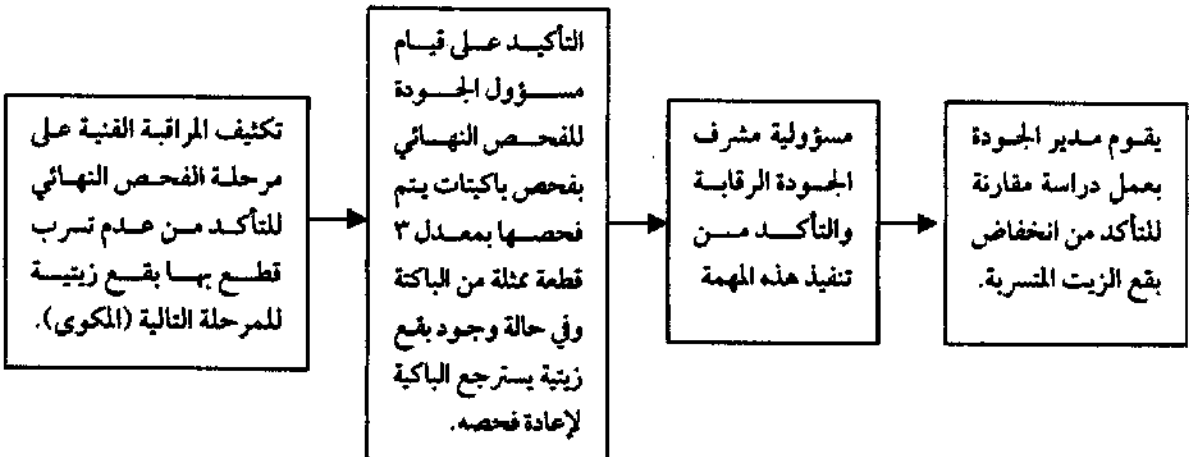 تكثيف المراقبة الفنية على
مرحلة الفحص النهائي
للتأكد من عدم تسرب
قطع بها بقع زيتية
للمرحلة التالية (المكوى).
التأكيد على قيام
مسؤول الجودة
للفحص النهائي
بفحص باكيتات يتم
فحصها بمعدل ٣
قطعة ممثلة من الباكتة
وفي حالة وجود بقع
زيتية يسترجع الباكية
لإعادة فحصه.
مسؤولية مشرف
الجودة الرقابة
والتأكد من
تنفيذ هذه المهمة
يقوم مدير الجودة
بعمل دراسة مقارنة
للتأكد من انخفاض
بقع الزيت المتسربة.